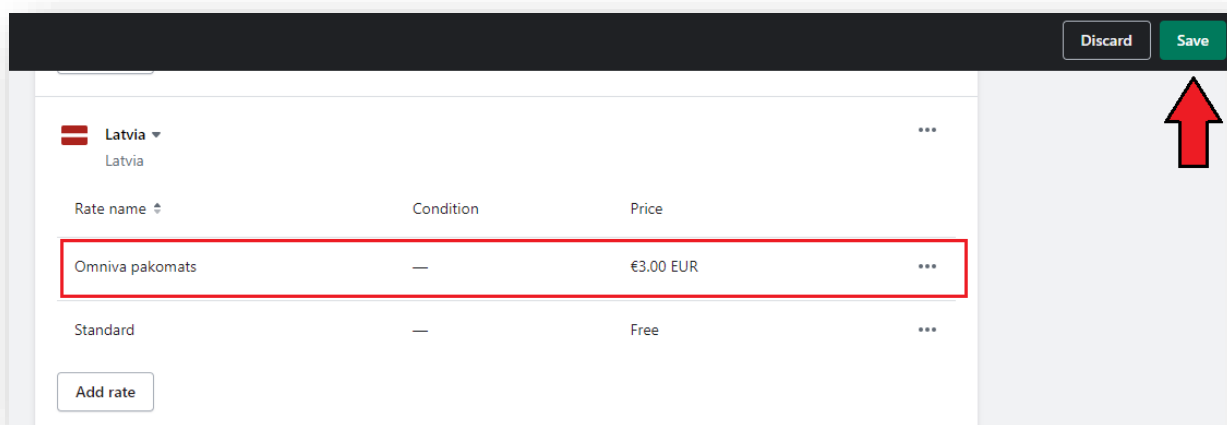 Discard Save
Latvia
Latvia
Rate name Condition Price
Omniva pakomats — €3.00 EUR
Standard — Free
Add rate